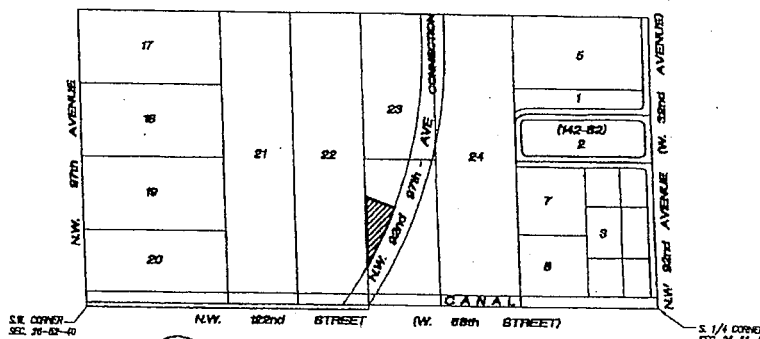 17
18
19
20
21
22
23
24
5
1
(142-82)
2
7
8
3
N.W. 97th AVENUE
N.W. 92nd 97th - AVE CONNECTION
N.W. 92nd AVENUE (W. 32nd AVENUE)
CANAL
N.W. 122nd STREET (W. 68th STREET)
S.W. CORNER
S. 1/4 CORNER